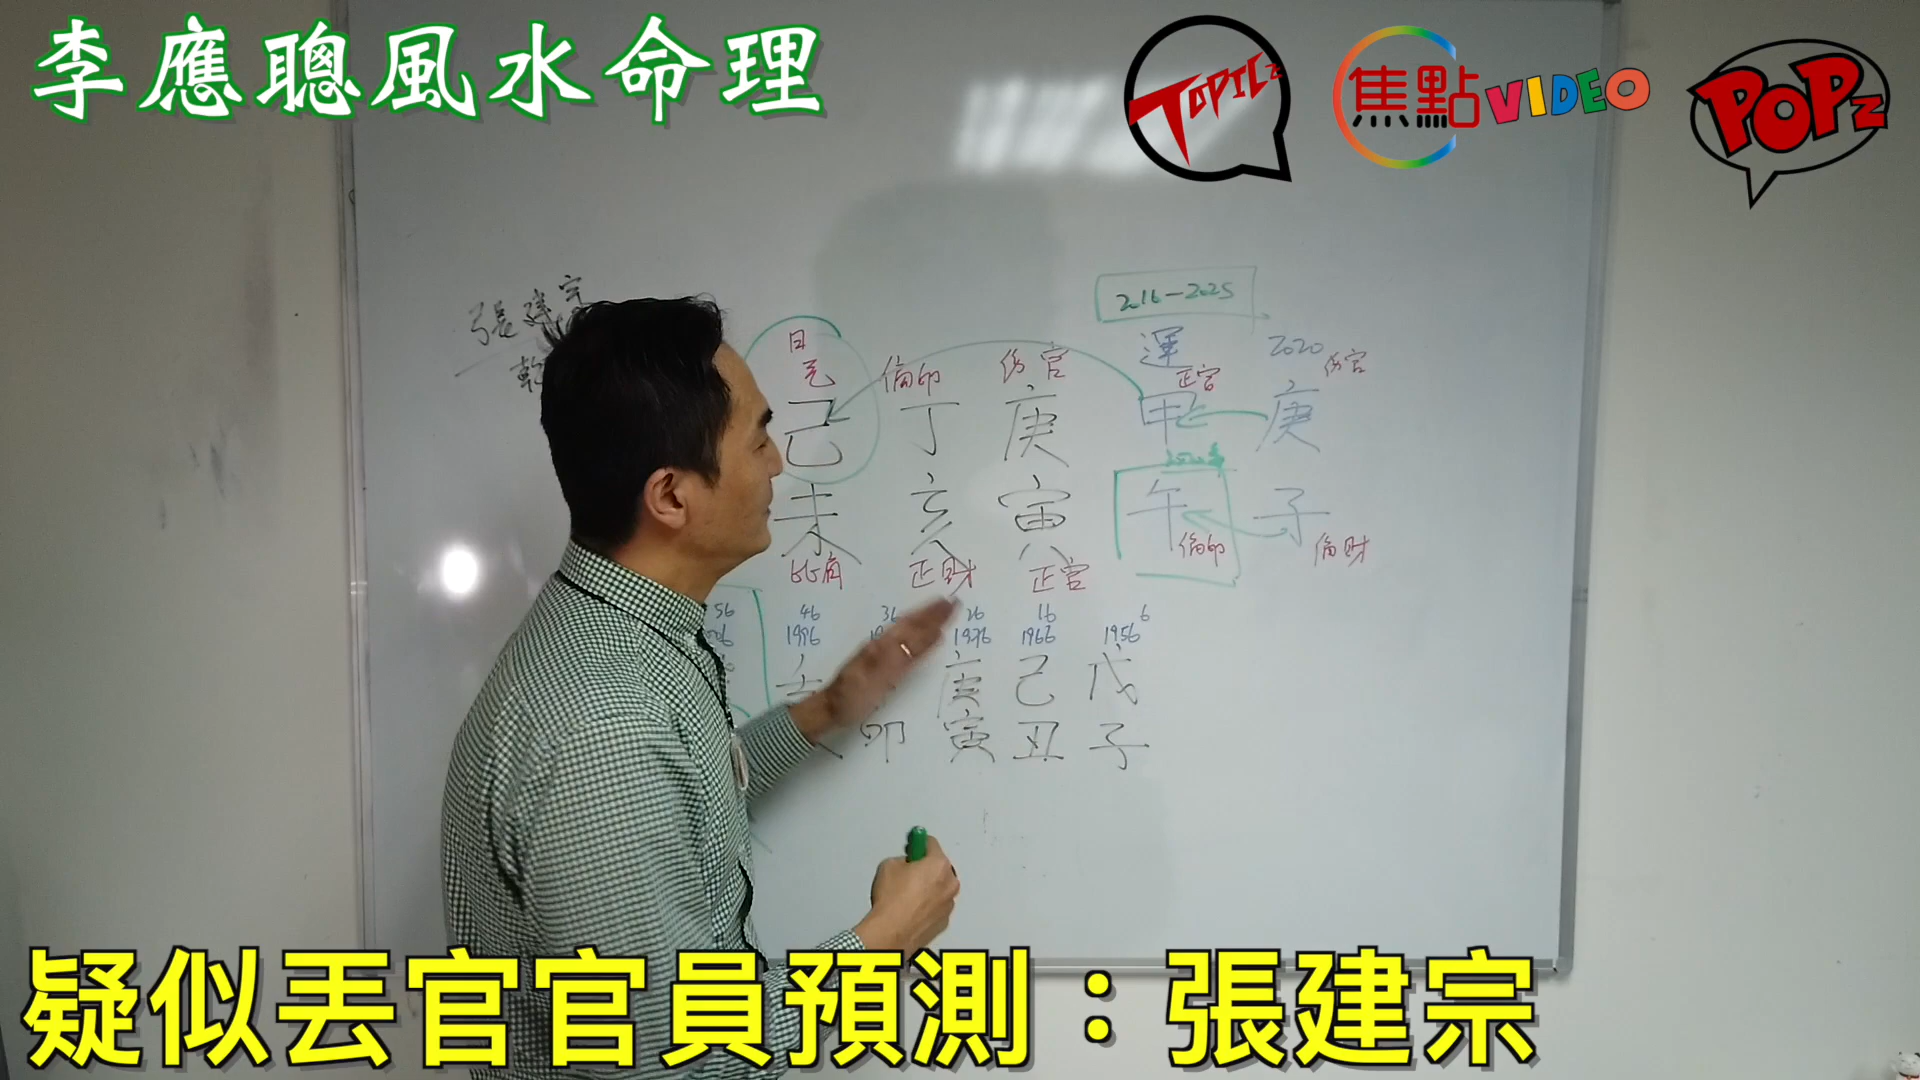 李應聰風水命理
TOPICz
焦點VIDEO
POPz
張建宗
乾
2016-2025
日元 偏印 傷官 運 正官 2020 傷官
己 丁 庚 甲 庚
未 亥 寅 午 子
比肩 正財 正官 偏印 偏財
56 46 36 26 16 6
1996 1976 1966 1956
庚 己 戊
卯 寅 丑 子
疑似丟官官員預測：張建宗